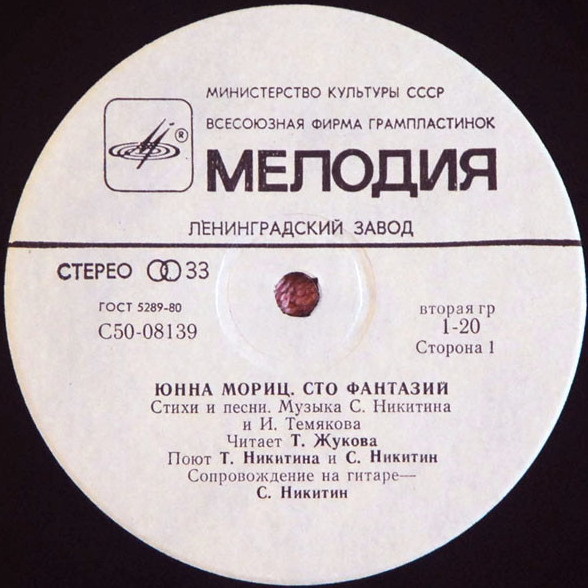 МИНИСТЕРСТВО КУЛЬТУРЫ СССР
ВСЕСОЮЗНАЯ ФИРМА ГРАМПЛАСТИНОК
®
МЕЛОДИЯ
ЛЕНИНГРАДСКИЙ ЗАВОД
СТЕРЕО 33
ГОСТ 5289-80
С50-08139
вторая гр
1-20
Сторона 1
ЮННА МОРИЦ. СТО ФАНТАЗИЙ
Стихи и песни. Музыка С. Никитина
и И. Темякова
Читает Т. Жукова
Поют Т. Никитина и С. Никитин
Сопровождение на гитаре—
С. Никитин